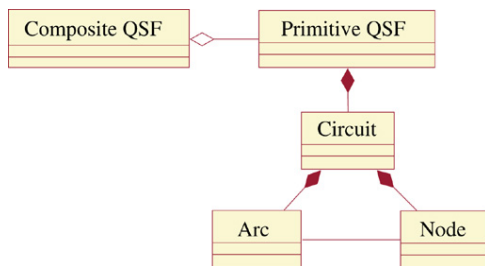 Composite QSF
Primitive QSF
Circuit
Arc
Node